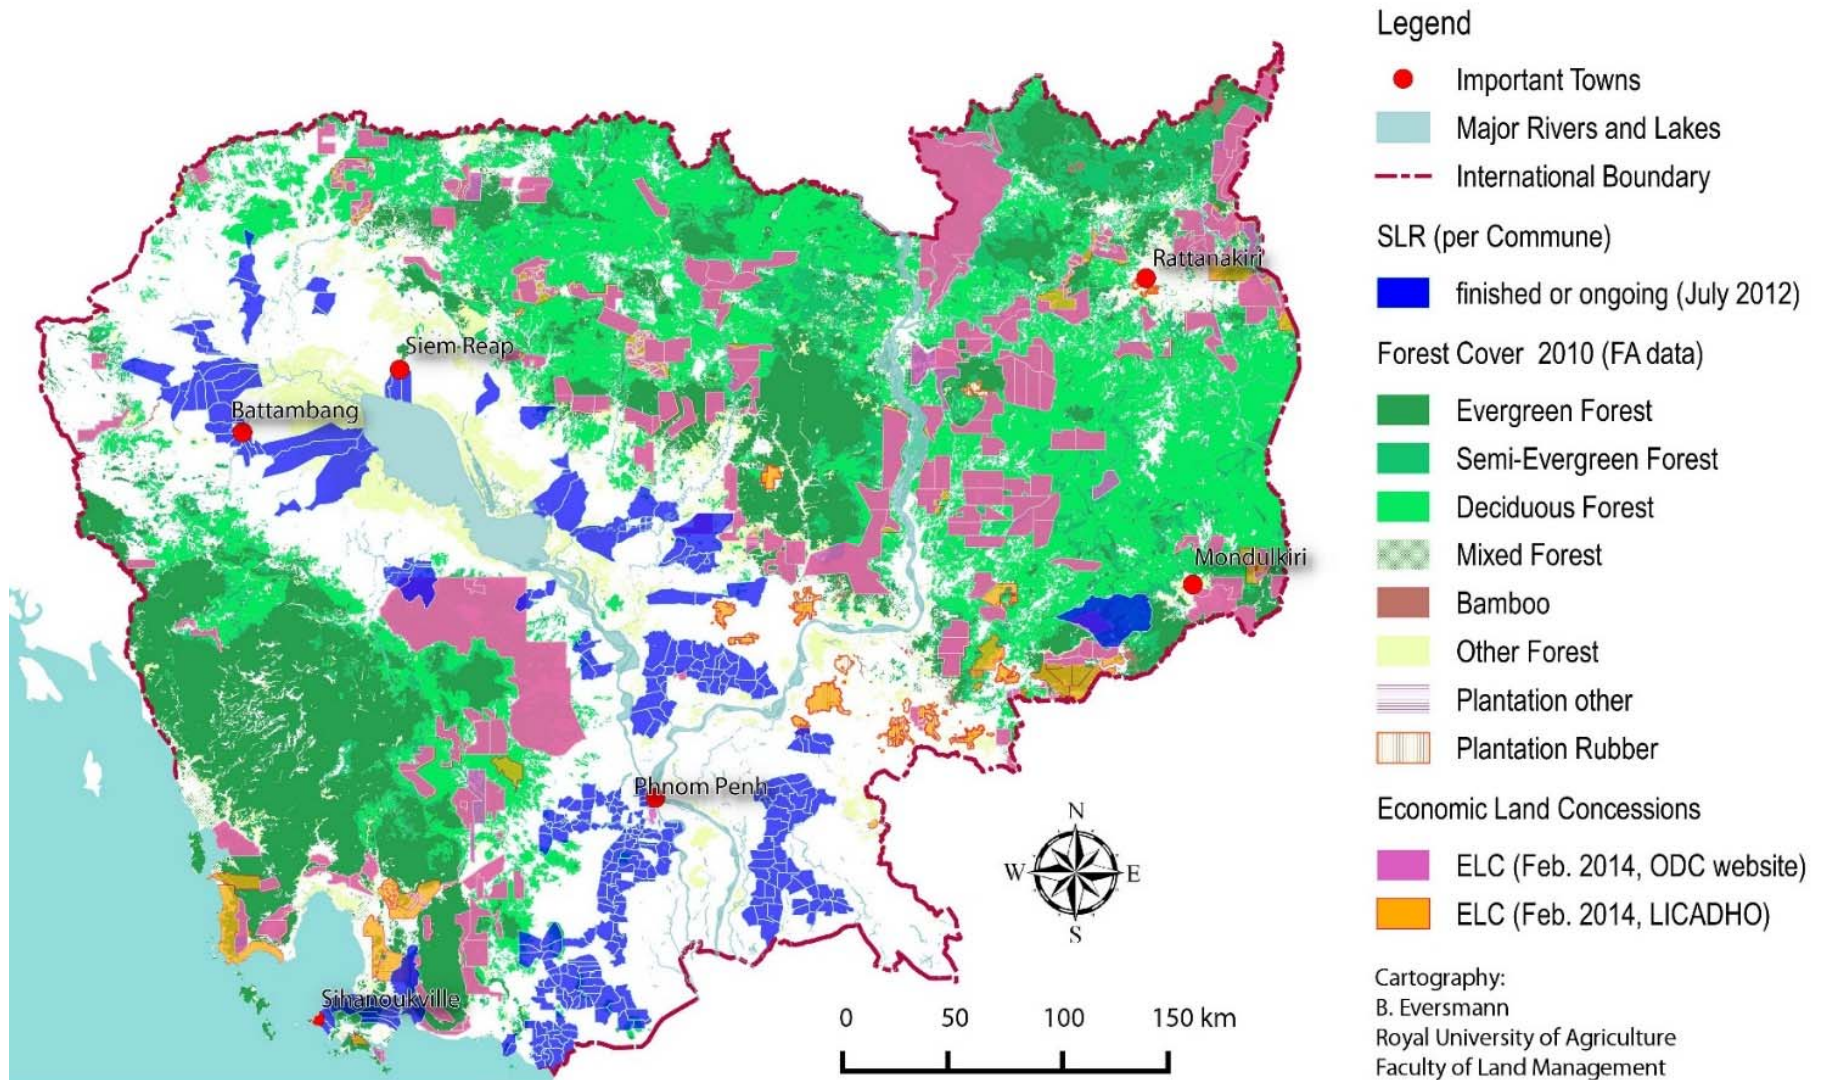 Rattanakiri
Siem Reap
Battambang
Mondulkiri
Phnom Penh
Sihanoukville
N
W
E
S
0 50 100 150 km
Legend
Important Towns
Major Rivers and Lakes
International Boundary
SLR (per Commune)
finished or ongoing (July 2012)
Forest Cover 2010 (FA data)
Evergreen Forest
Semi-Evergreen Forest
Deciduous Forest
Mixed Forest
Bamboo
Other Forest
Plantation other
Plantation Rubber
Economic Land Concessions
ELC (Feb. 2014, ODC website)
ELC (Feb. 2014, LICADHO)
Cartography:
B. Eversmann
Royal University of Agriculture
Faculty of Land Management